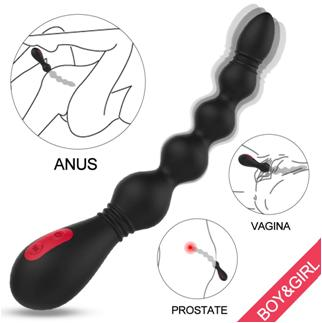 ANUS
VAGINA
PROSTATE
BOY&GIRL